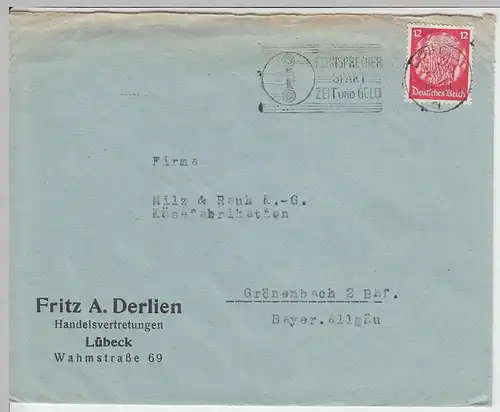 12 12
Deutsches Reich
FERNSPRECHER
SPART
ZEIT UND GELD
Firma
Milz & Rauh K.-G.
Käsefabrikation
Grönenbach 2 Bhf.
Bayer.Allgäu
Fritz A. Derlien
Handelsvertretungen
Lübeck
Wahmstraße 69